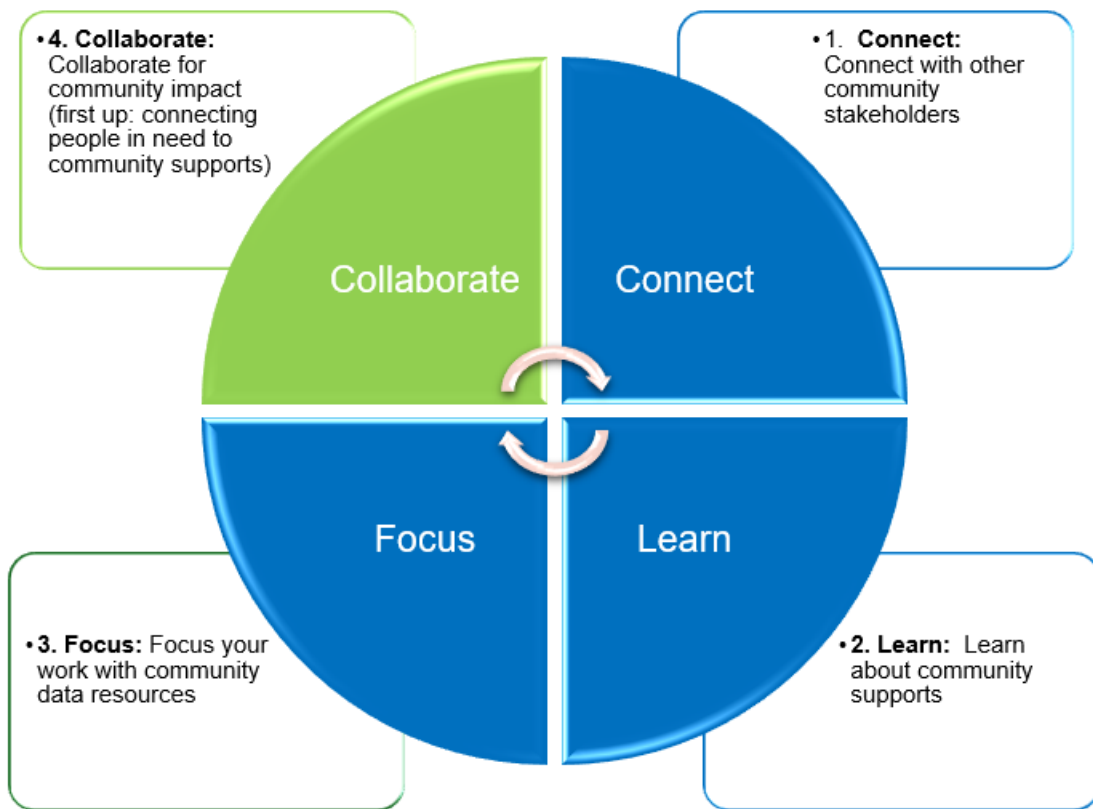 • 4. Collaborate:
Collaborate for
community impact
(first up: connecting
people in need to
community supports)
• 1. Connect:
Connect with other
community
stakeholders
Collaborate
Connect
Focus
Learn
• 3. Focus: Focus your
work with community
data resources
• 2. Learn: Learn
about community
supports